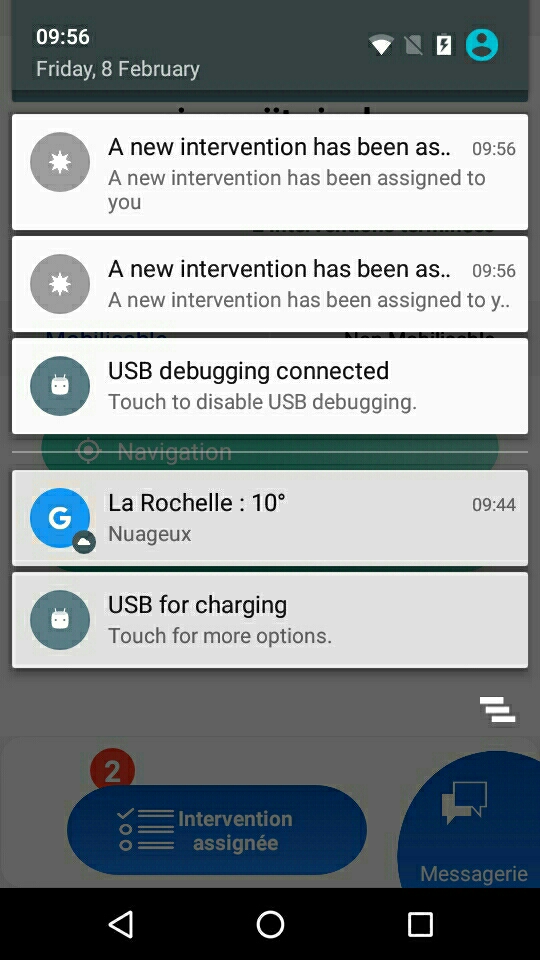 09:56
Friday, 8 February
A new intervention has been as.. 09:56
A new intervention has been assigned to
you
A new intervention has been as.. 09:56
A new intervention has been assigned to y..
USB debugging connected
Touch to disable USB debugging.
Navigation
La Rochelle : 10° 09:44
Nuageux
USB for charging
Touch for more options.
2
Intervention
assignée
Messagerie